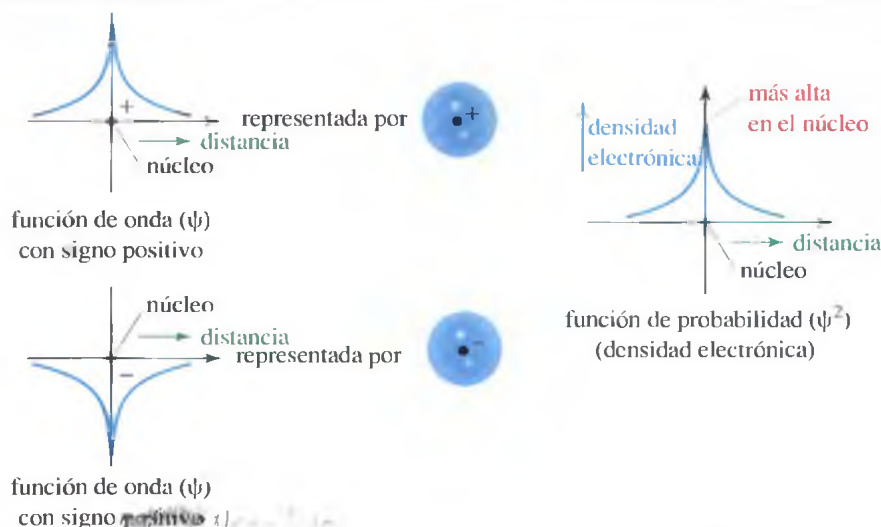 +
representada por
+
distancia
núcleo
función de onda (ψ)
con signo positivo
más alta
en el núcleo
densidad
electrónica
distancia
núcleo
función de probabilidad (ψ²)
(densidad electrónica)
núcleo
distancia
representada por
−
−
función de onda (ψ)
con signo